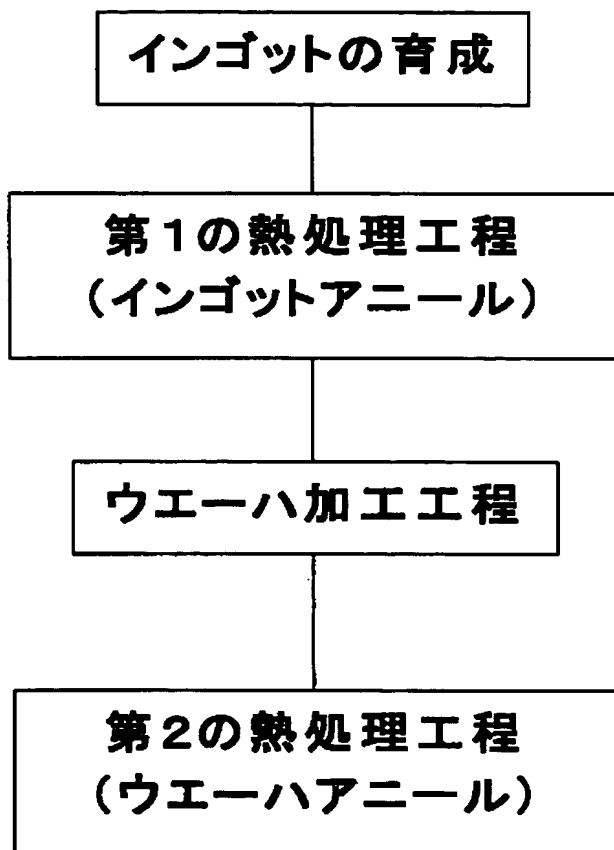 インゴットの育成
第1の熱処理工程
（インゴットアニール）
ウエーハ加工工程
第2の熱処理工程
（ウエーハアニール）